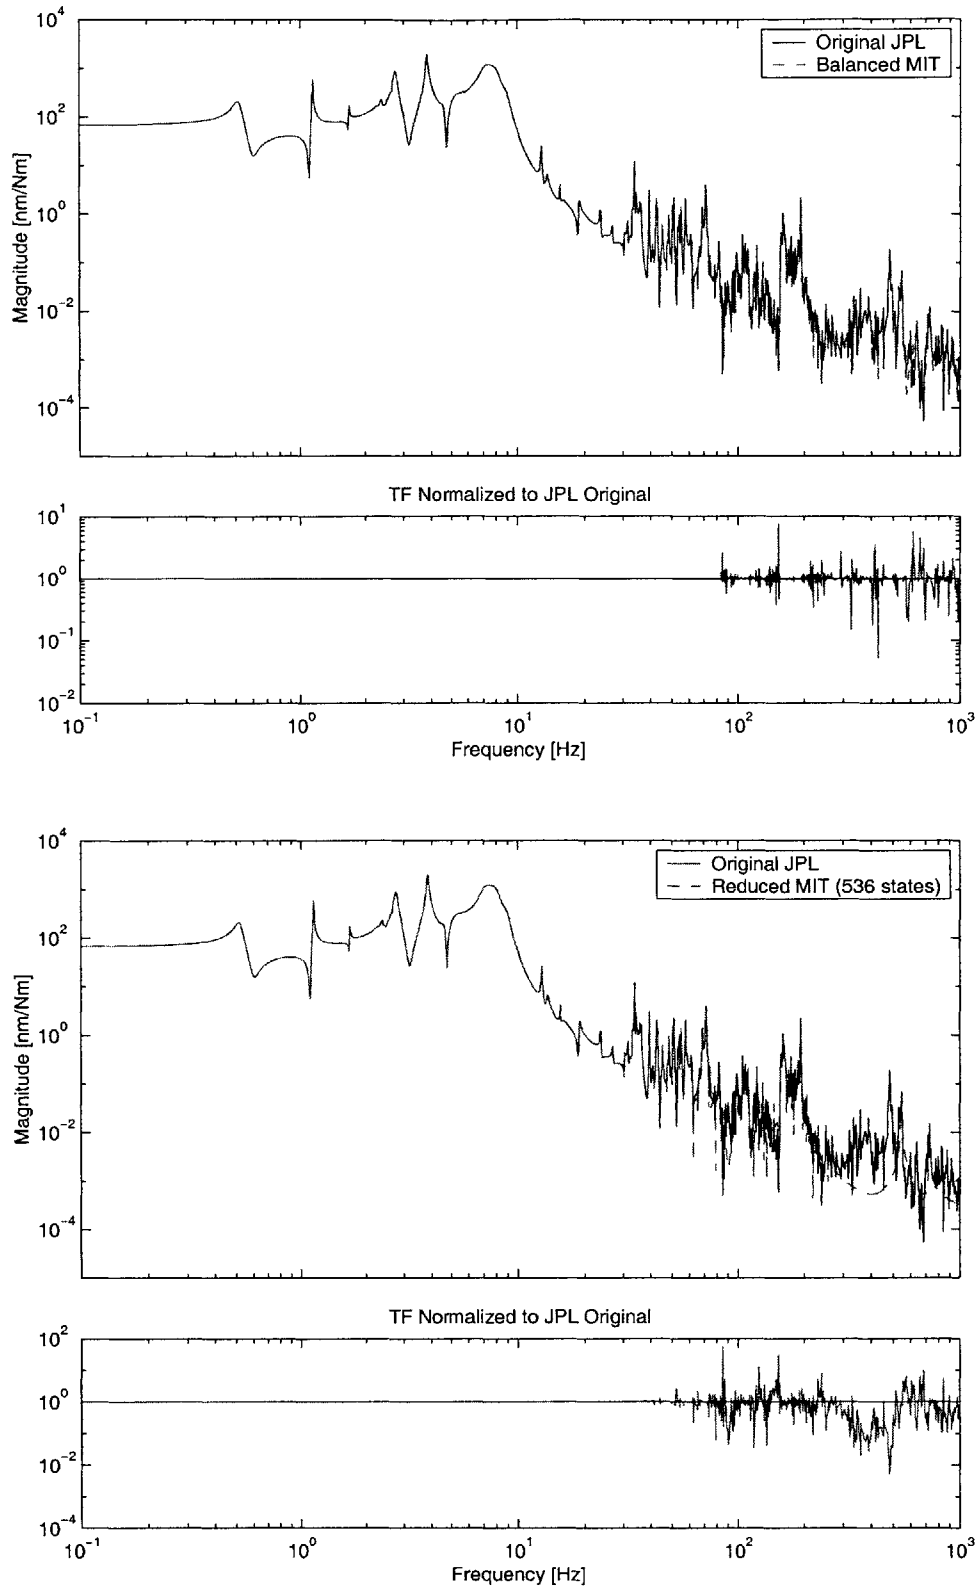 10^4
10^2
10^0
10^-2
10^-4
Magnitude [nm/Nm]
Original JPL
Balanced MIT
TF Normalized to JPL Original
10^1
10^0
10^-1
10^-2
10^-1 10^0 10^1 10^2 10^3
Frequency [Hz]
10^4
10^2
10^0
10^-2
10^-4
Magnitude [nm/Nm]
Original JPL
Reduced MIT (536 states)
TF Normalized to JPL Original
10^2
10^0
10^-2
10^-4
10^-1 10^0 10^1 10^2 10^3
Frequency [Hz]